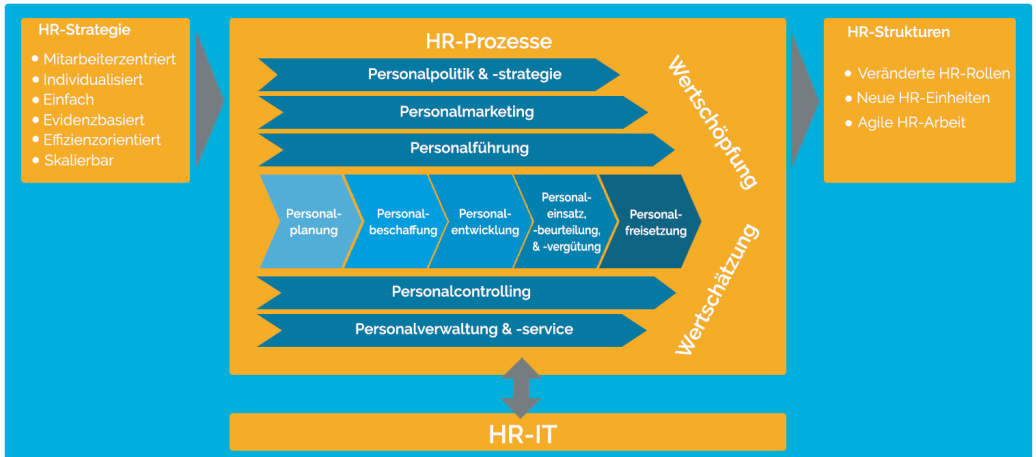 HR-Strategie
Mitarbeiterzentriert
Individualisiert
Einfach
Evidenzbasiert
Effizienzorientiert
Skalierbar
HR-Prozesse
Personalpolitik & -strategie
Personalmarketing
Personalführung
Personal-
planung
Personal-
beschaffung
Personal-
entwicklung
Personal-
einsatz,
-beurteilung,
& -vergütung
Personal-
freisetzung
Personalcontrolling
Personalverwaltung & -service
Wertschöpfung
Wertschätzung
HR-Strukturen
Veränderte HR-Rollen
Neue HR-Einheiten
Agile HR-Arbeit
HR-IT